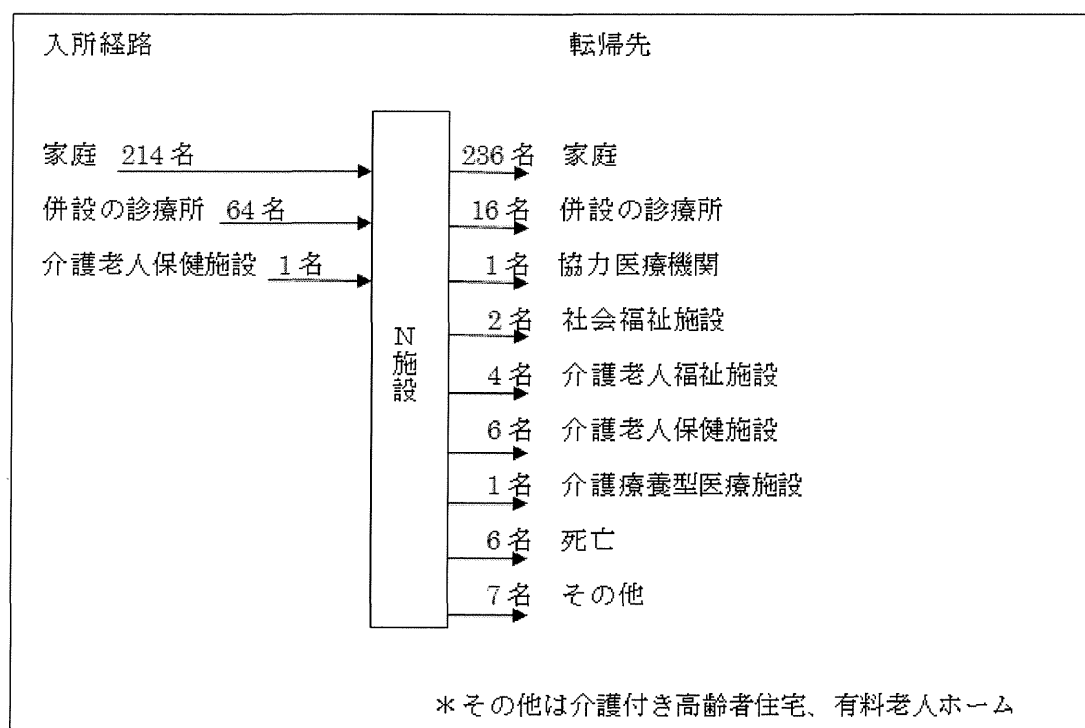 入所経路 転帰先
家庭 214名 236名 家庭
併設の診療所 64名 16名 併設の診療所
介護老人保健施設 1名 1名 協力医療機関
2名 社会福祉施設
N施設
4名 介護老人福祉施設
6名 介護老人保健施設
1名 介護療養型医療施設
6名 死亡
7名 その他
*その他は介護付き高齢者住宅、有料老人ホーム